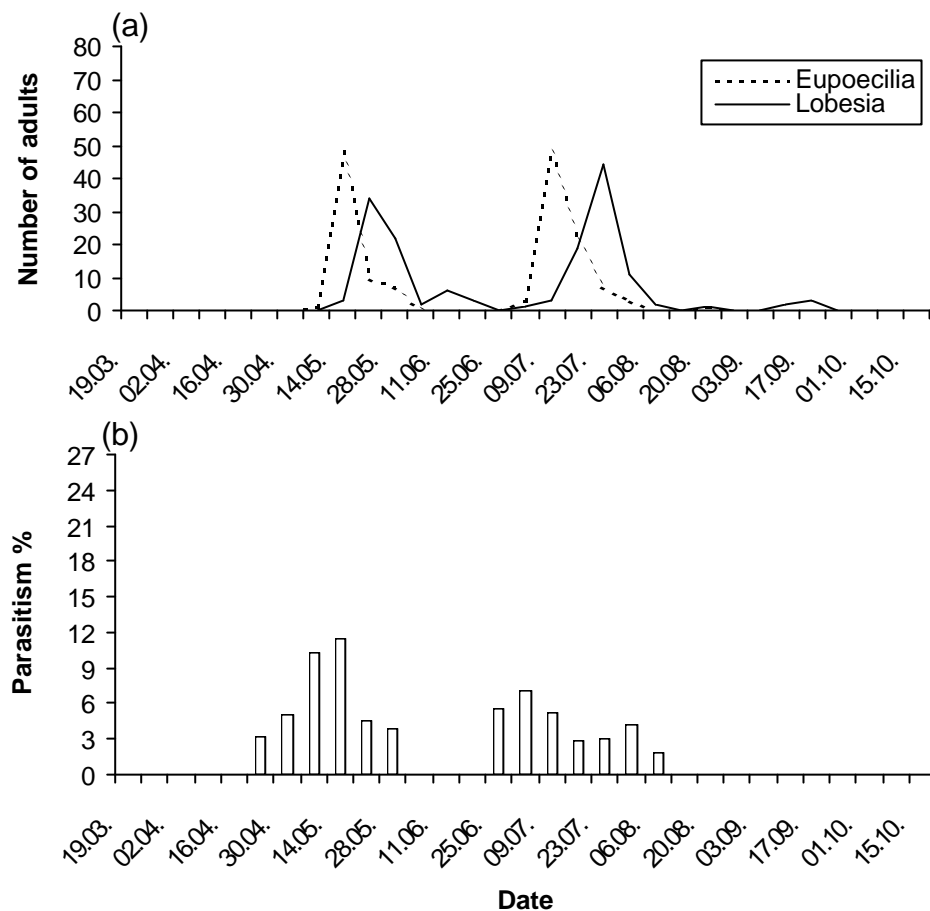 (a)
Number of adults
80
70
60
50
40
30
20
10
0
Eupoecilia
Lobesia
19.03. 02.04. 16.04. 30.04. 14.05. 28.05. 11.06. 25.06. 09.07. 23.07. 06.08. 20.08. 03.09. 17.09. 01.10. 15.10.
(b)
Parasitism %
27
24
21
18
15
12
9
6
3
0
19.03. 02.04. 16.04. 30.04. 14.05. 28.05. 11.06. 25.06. 09.07. 23.07. 06.08. 20.08. 03.09. 17.09. 01.10. 15.10.
Date